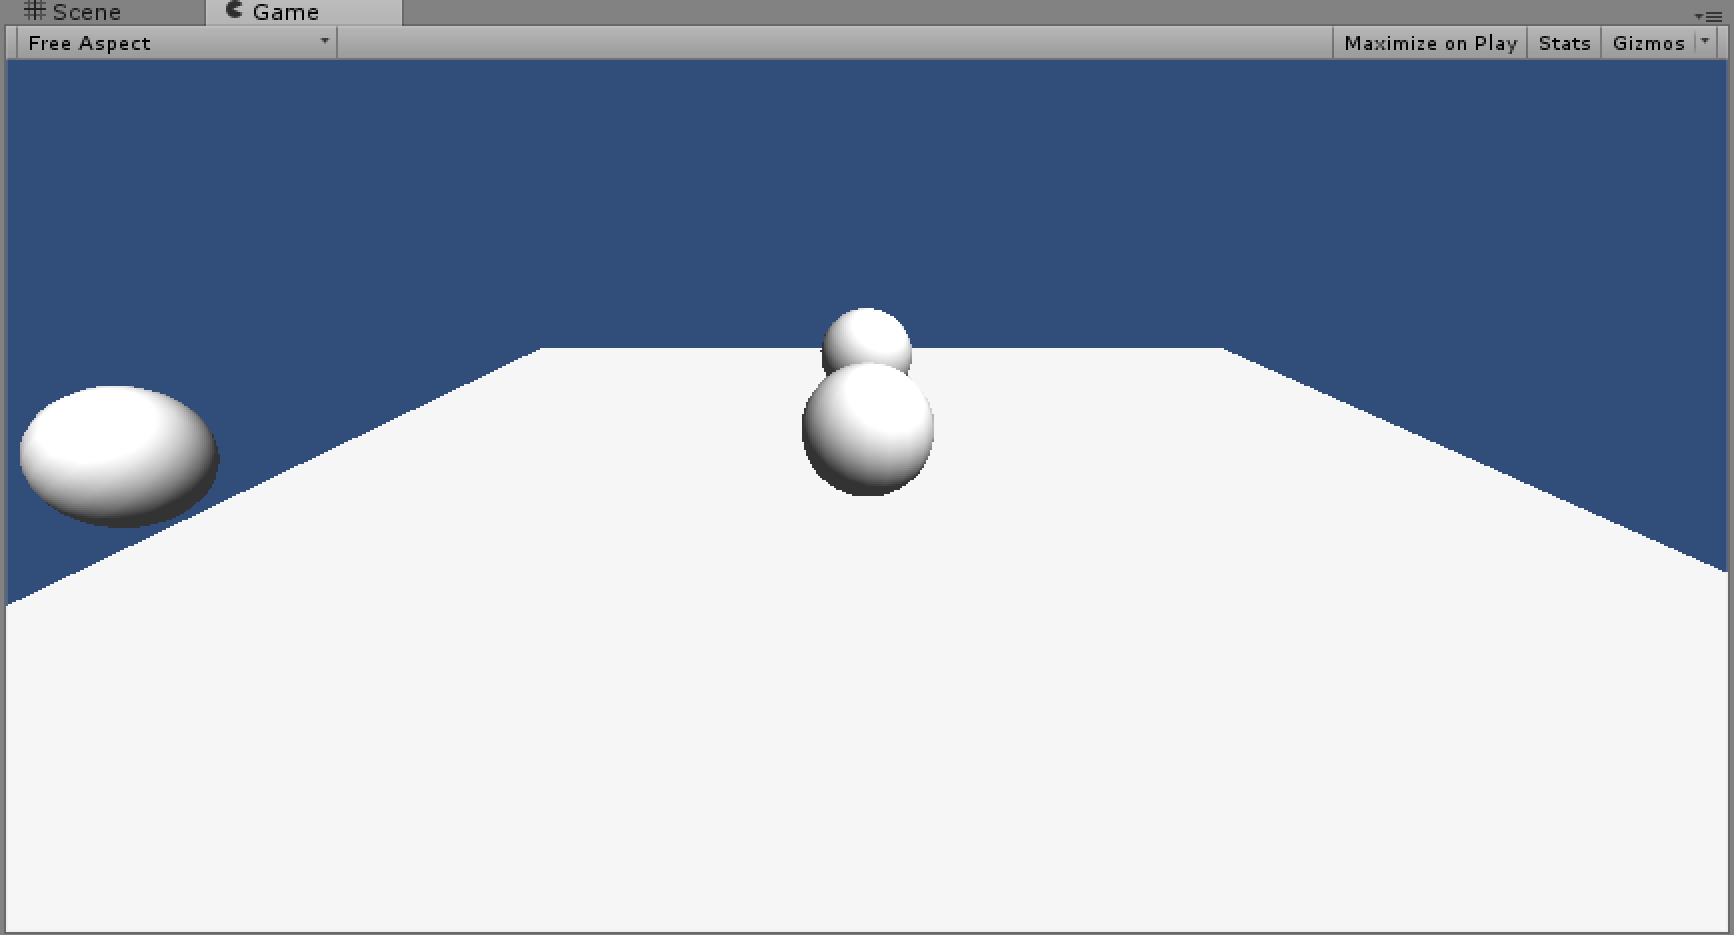 Scene
Game
Free Aspect
Maximize on Play
Stats
Gizmos